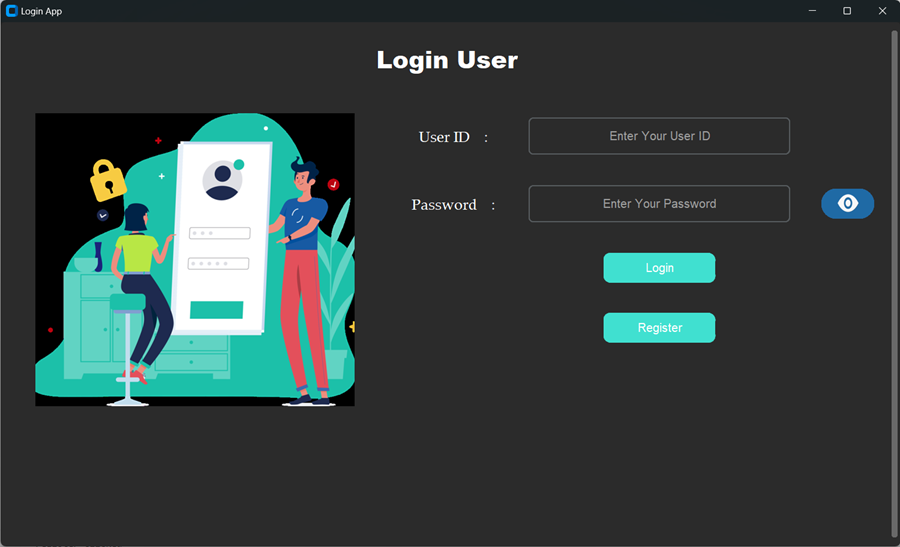 Login App
Login User
User ID :
Enter Your User ID
Password :
Enter Your Password
Login
Register